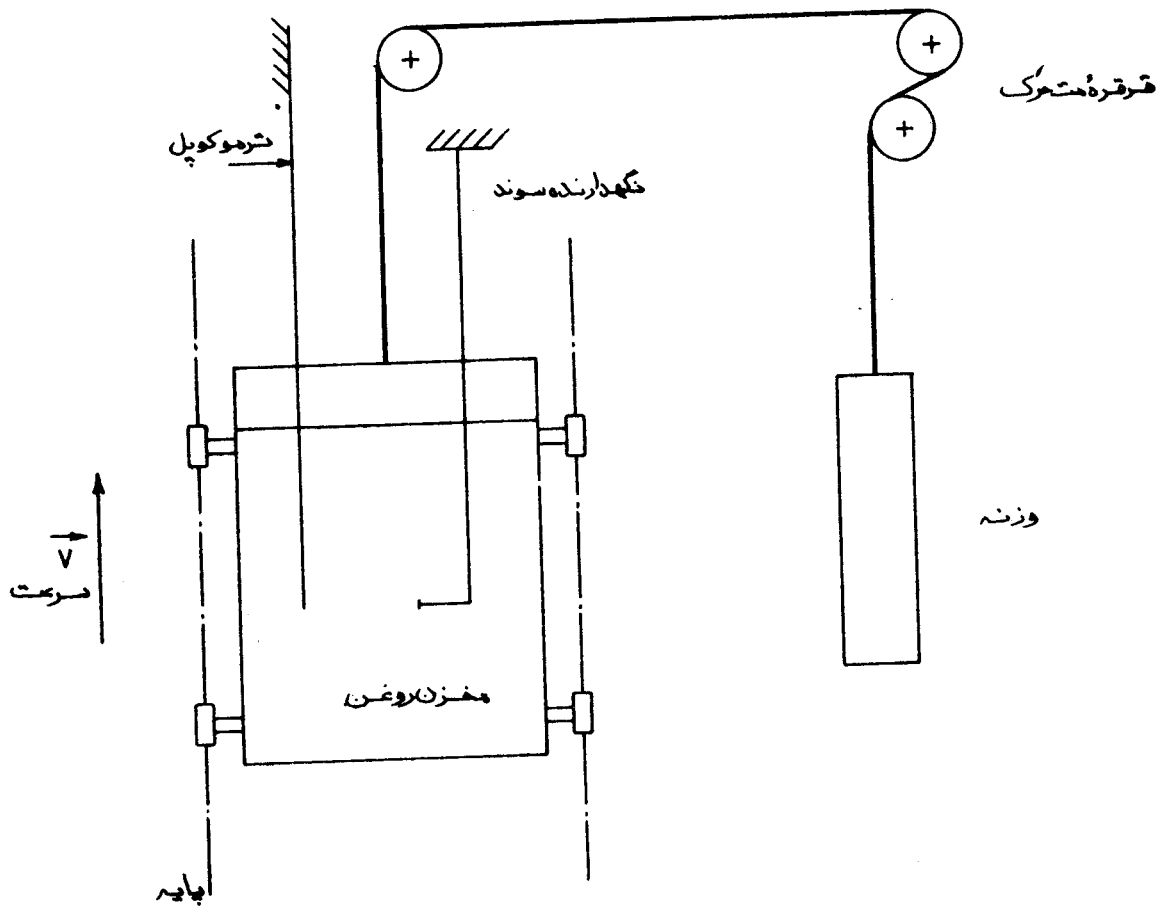 قرقرهٔ متحرک
ترموکوپل
نگهدارنده سوند
وزنه
V
سرعت
مخزن روغن
پایه